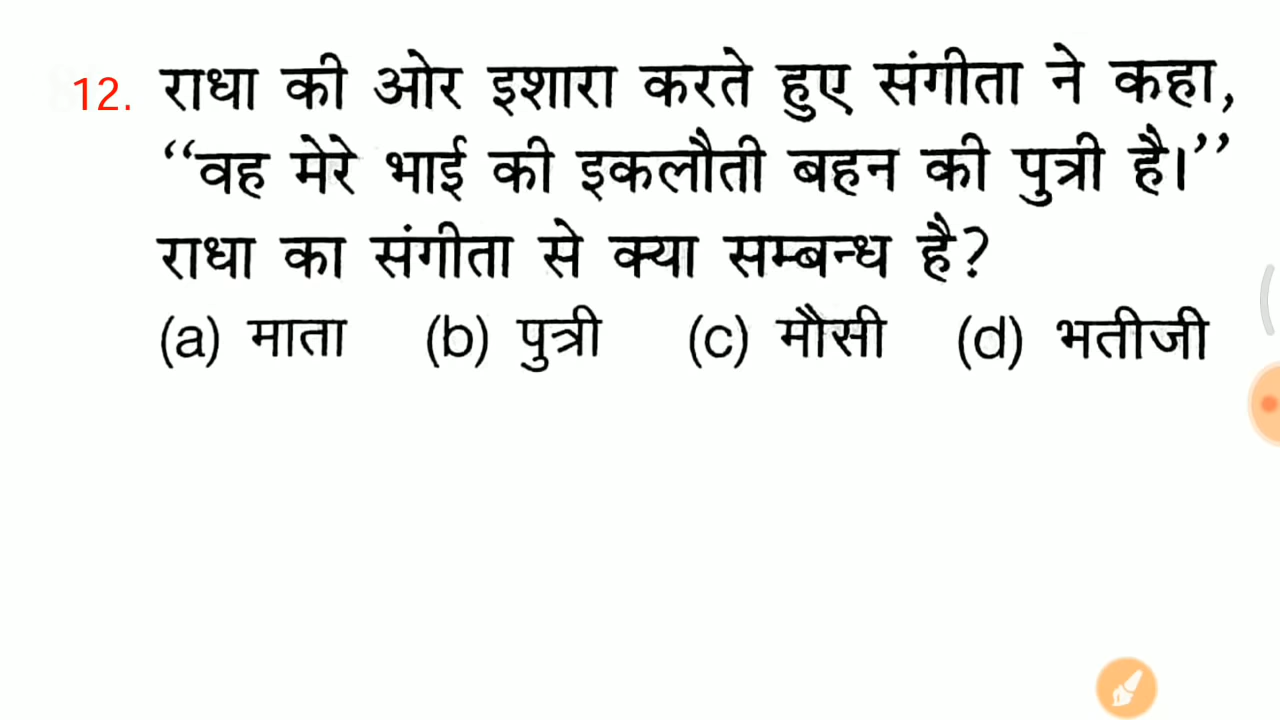 12. राधा की ओर इशारा करते हुए संगीता ने कहा,
‘‘वह मेरे भाई की इकलौती बहन की पुत्री है।’’
राधा का संगीता से क्या सम्बन्ध है?
(a) माता (b) पुत्री (c) मौसी (d) भतीजी